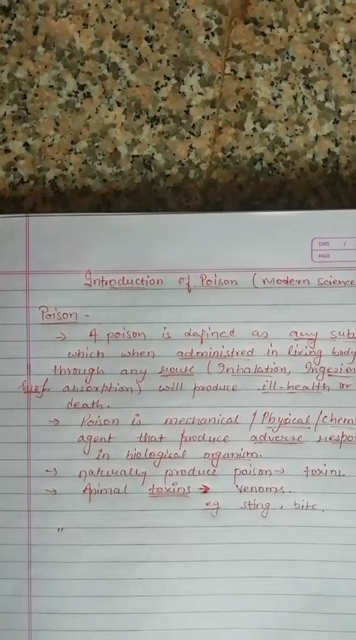 DATE /
PAGE
Introduction of Poison (Modern Science
Poison -
→ A poison is defined as any sub
which when administred in living body
through any route (Inhalation, Ingesion
Surf. absorption) will produce ill-health or
death.
→ Poison is mechanical / Physical / chem
agent that produce adverse respo
in biological organism.
→ naturally produce poison → toxins.
→ Animal toxins → venoms.
eg sting, bite.
"